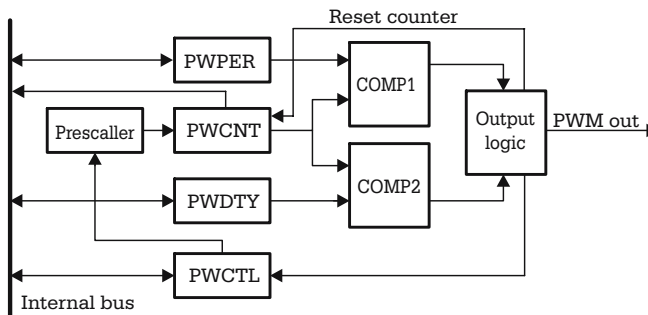 Reset counter
PWPER
COMP1
Prescaller
PWCNT
Output
logic
PWM out
PWDTY
COMP2
PWCTL
Internal bus